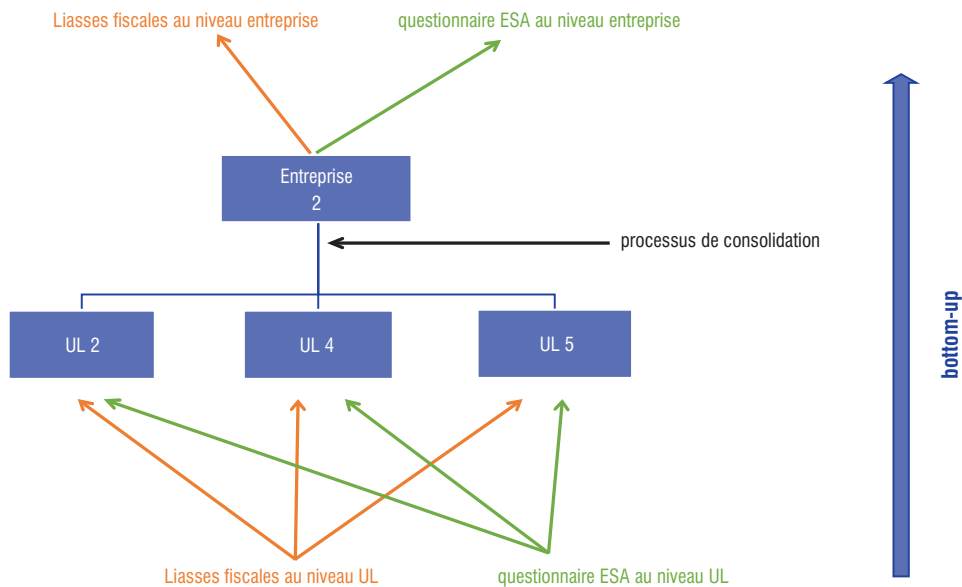 Liasses fiscales au niveau entreprise
questionnaire ESA au niveau entreprise
Entreprise
2
processus de consolidation
UL 2
UL 4
UL 5
bottom-up
Liasses fiscales au niveau UL
questionnaire ESA au niveau UL